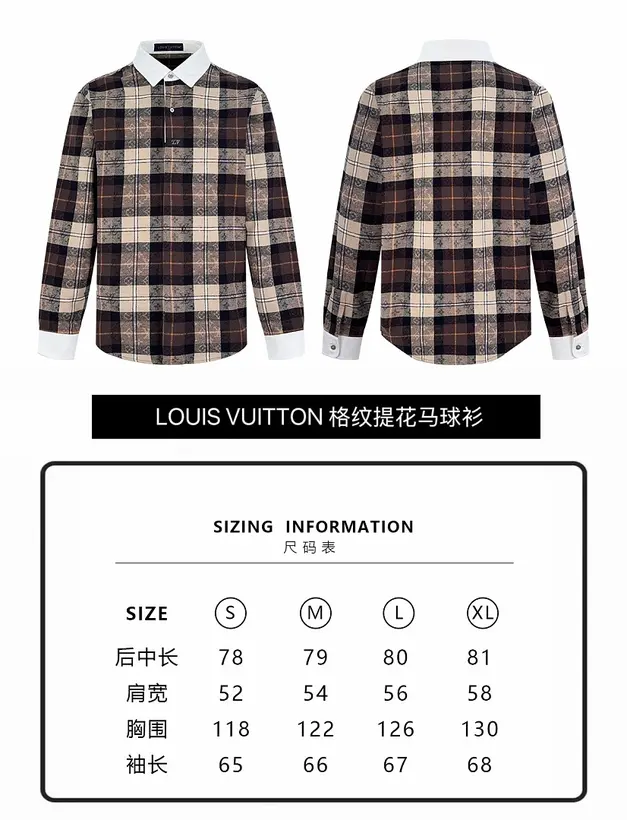 LOUIS VUITTON 格纹提花马球衫
SIZING INFORMATION
尺码表
SIZE S M L XL
后中长 78 79 80 81
肩宽 52 54 56 58
胸围 118 122 126 130
袖长 65 66 67 68